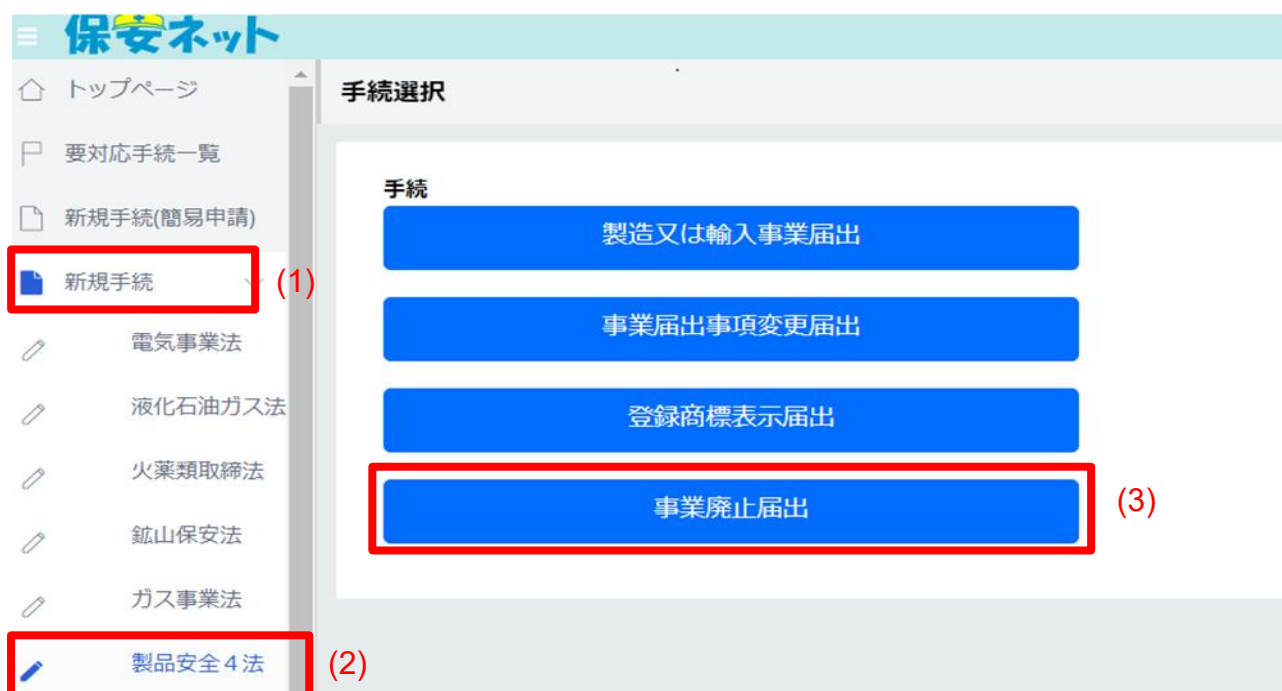 保安ネット
トップページ
要対応手続一覧
新規手続(簡易申請)
新規手続
(1)
電気事業法
液化石油ガス法
火薬類取締法
鉱山保安法
ガス事業法
製品安全4法
(2)
手続選択
手続
製造又は輸入事業届出
事業届出事項変更届出
登録商標表示届出
事業廃止届出
(3)